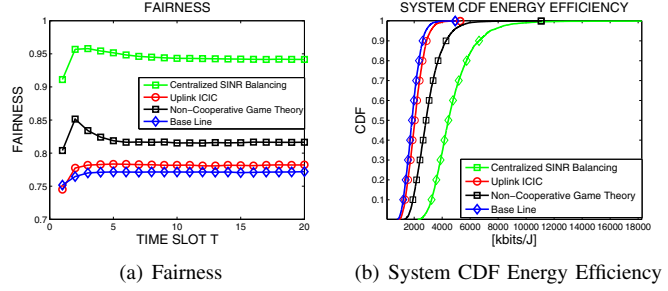 FAIRNESS
1
0.95
0.9
0.85
0.8
0.75
0.7
FAIRNESS
Centralized SINR Balancing
Uplink ICIC
Non−Cooperative Game Theory
Base Line
0 5 10 15 20
TIME SLOT T
(a) Fairness
SYSTEM CDF ENERGY EFFICIENCY
1
0.9
0.8
0.7
0.6
0.5
0.4
0.3
0.2
0.1
CDF
Centralized SINR Balancing
Uplink ICIC
Non−Cooperative Game Theory
Base Line
2000 4000 6000 8000 10000 12000 14000 16000 18000
[kbits/J]
(b) System CDF Energy Efficiency